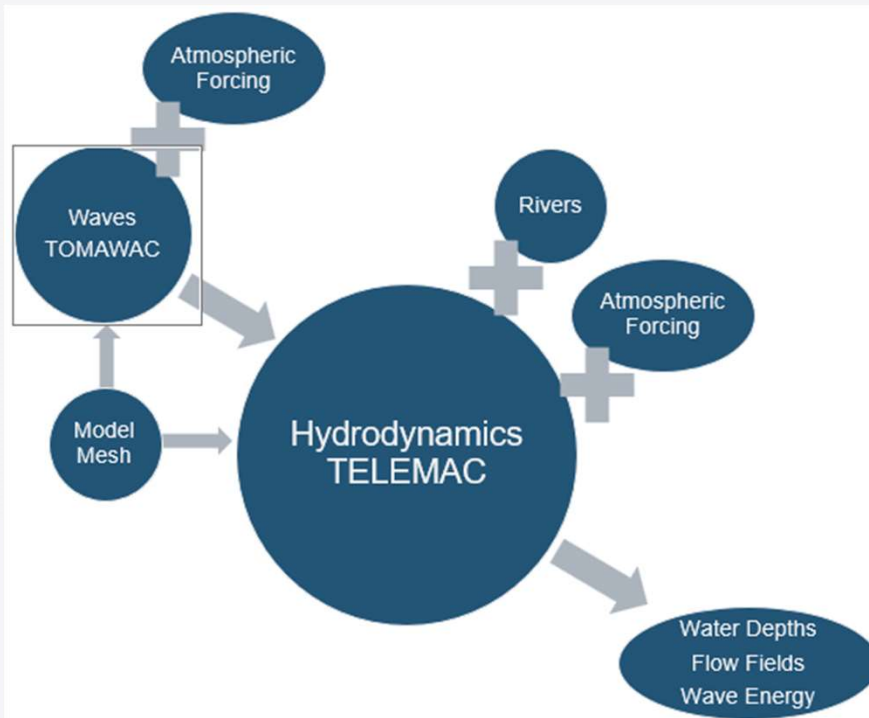 Atmospheric
Forcing
Waves
TOMAWAC
Rivers
Atmospheric
Forcing
Model
Mesh
Hydrodynamics
TELEMAC
Water Depths
Flow Fields
Wave Energy